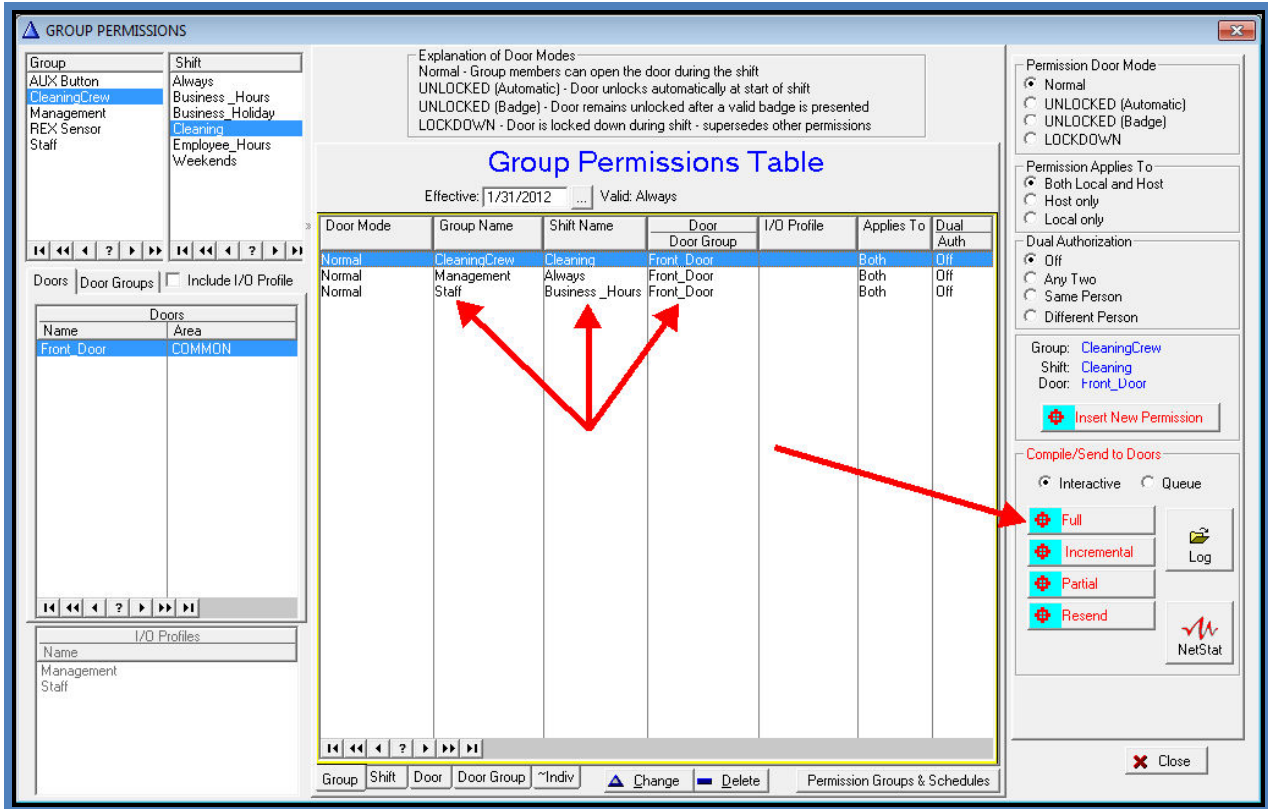 GROUP PERMISSIONS
Group
AUX Button
CleaningCrew
Management
REX Sensor
Staff
Shift
Always
Business _Hours
Business_Holiday
Cleaning
Employee_Hours
Weekends
?
?
Doors
Door Groups
Include I/O Profile
Doors
Name Area
Front_Door COMMON
?
I/O Profiles
Name
Management
Staff
Explanation of Door Modes
Normal - Group members can open the door during the shift
UNLOCKED (Automatic) - Door unlocks automatically at start of shift
UNLOCKED (Badge) - Door remains unlocked after a valid badge is presented
LOCKDOWN - Door is locked down during shift - supersedes other permissions
Group Permissions Table
Effective: 1/31/2012 ... Valid: Always
»
Door Mode Group Name Shift Name Door I/O Profile Applies To Dual
Door Group Auth
Normal CleaningCrew Cleaning Front_Door Both Off
Normal Management Always Front_Door Both Off
Normal Staff Business _Hours Front_Door Both Off
?
Group Shift Door Door Group ~Indiv Change Delete Permission Groups & Schedules
Permission Door Mode
Normal
UNLOCKED (Automatic)
UNLOCKED (Badge)
LOCKDOWN
Permission Applies To
Both Local and Host
Host only
Local only
Dual Authorization
Off
Any Two
Same Person
Different Person
Group: CleaningCrew
Shift: Cleaning
Door: Front_Door
Insert New Permission
Compile/Send to Doors
Interactive Queue
Full
Incremental
Partial
Resend
Log
NetStat
Close